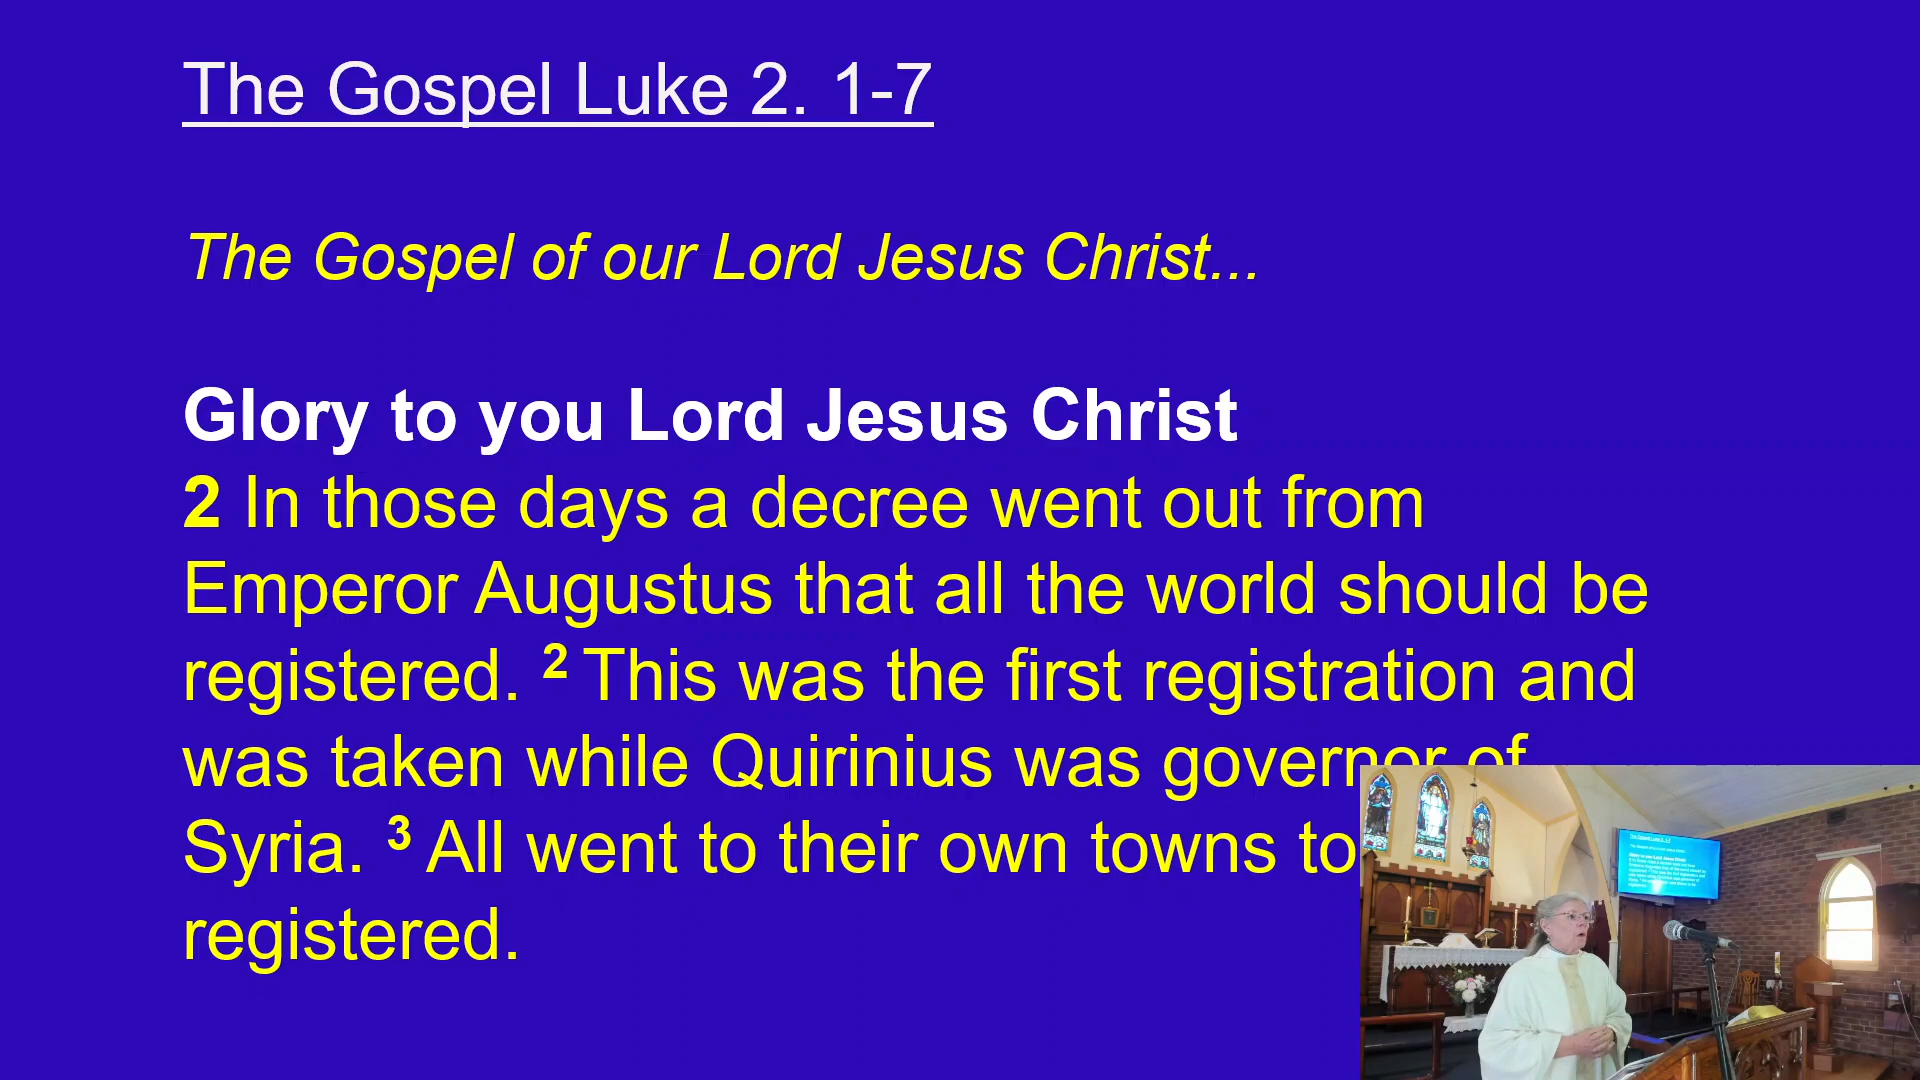 The Gospel Luke 2. 1-7
The Gospel of our Lord Jesus Christ...
Glory to you Lord Jesus Christ
2 In those days a decree went out from
Emperor Augustus that all the world should be
registered. 2 This was the first registration and
was taken while Quirinius was governor of
Syria. 3 All went to their own towns to
registered.